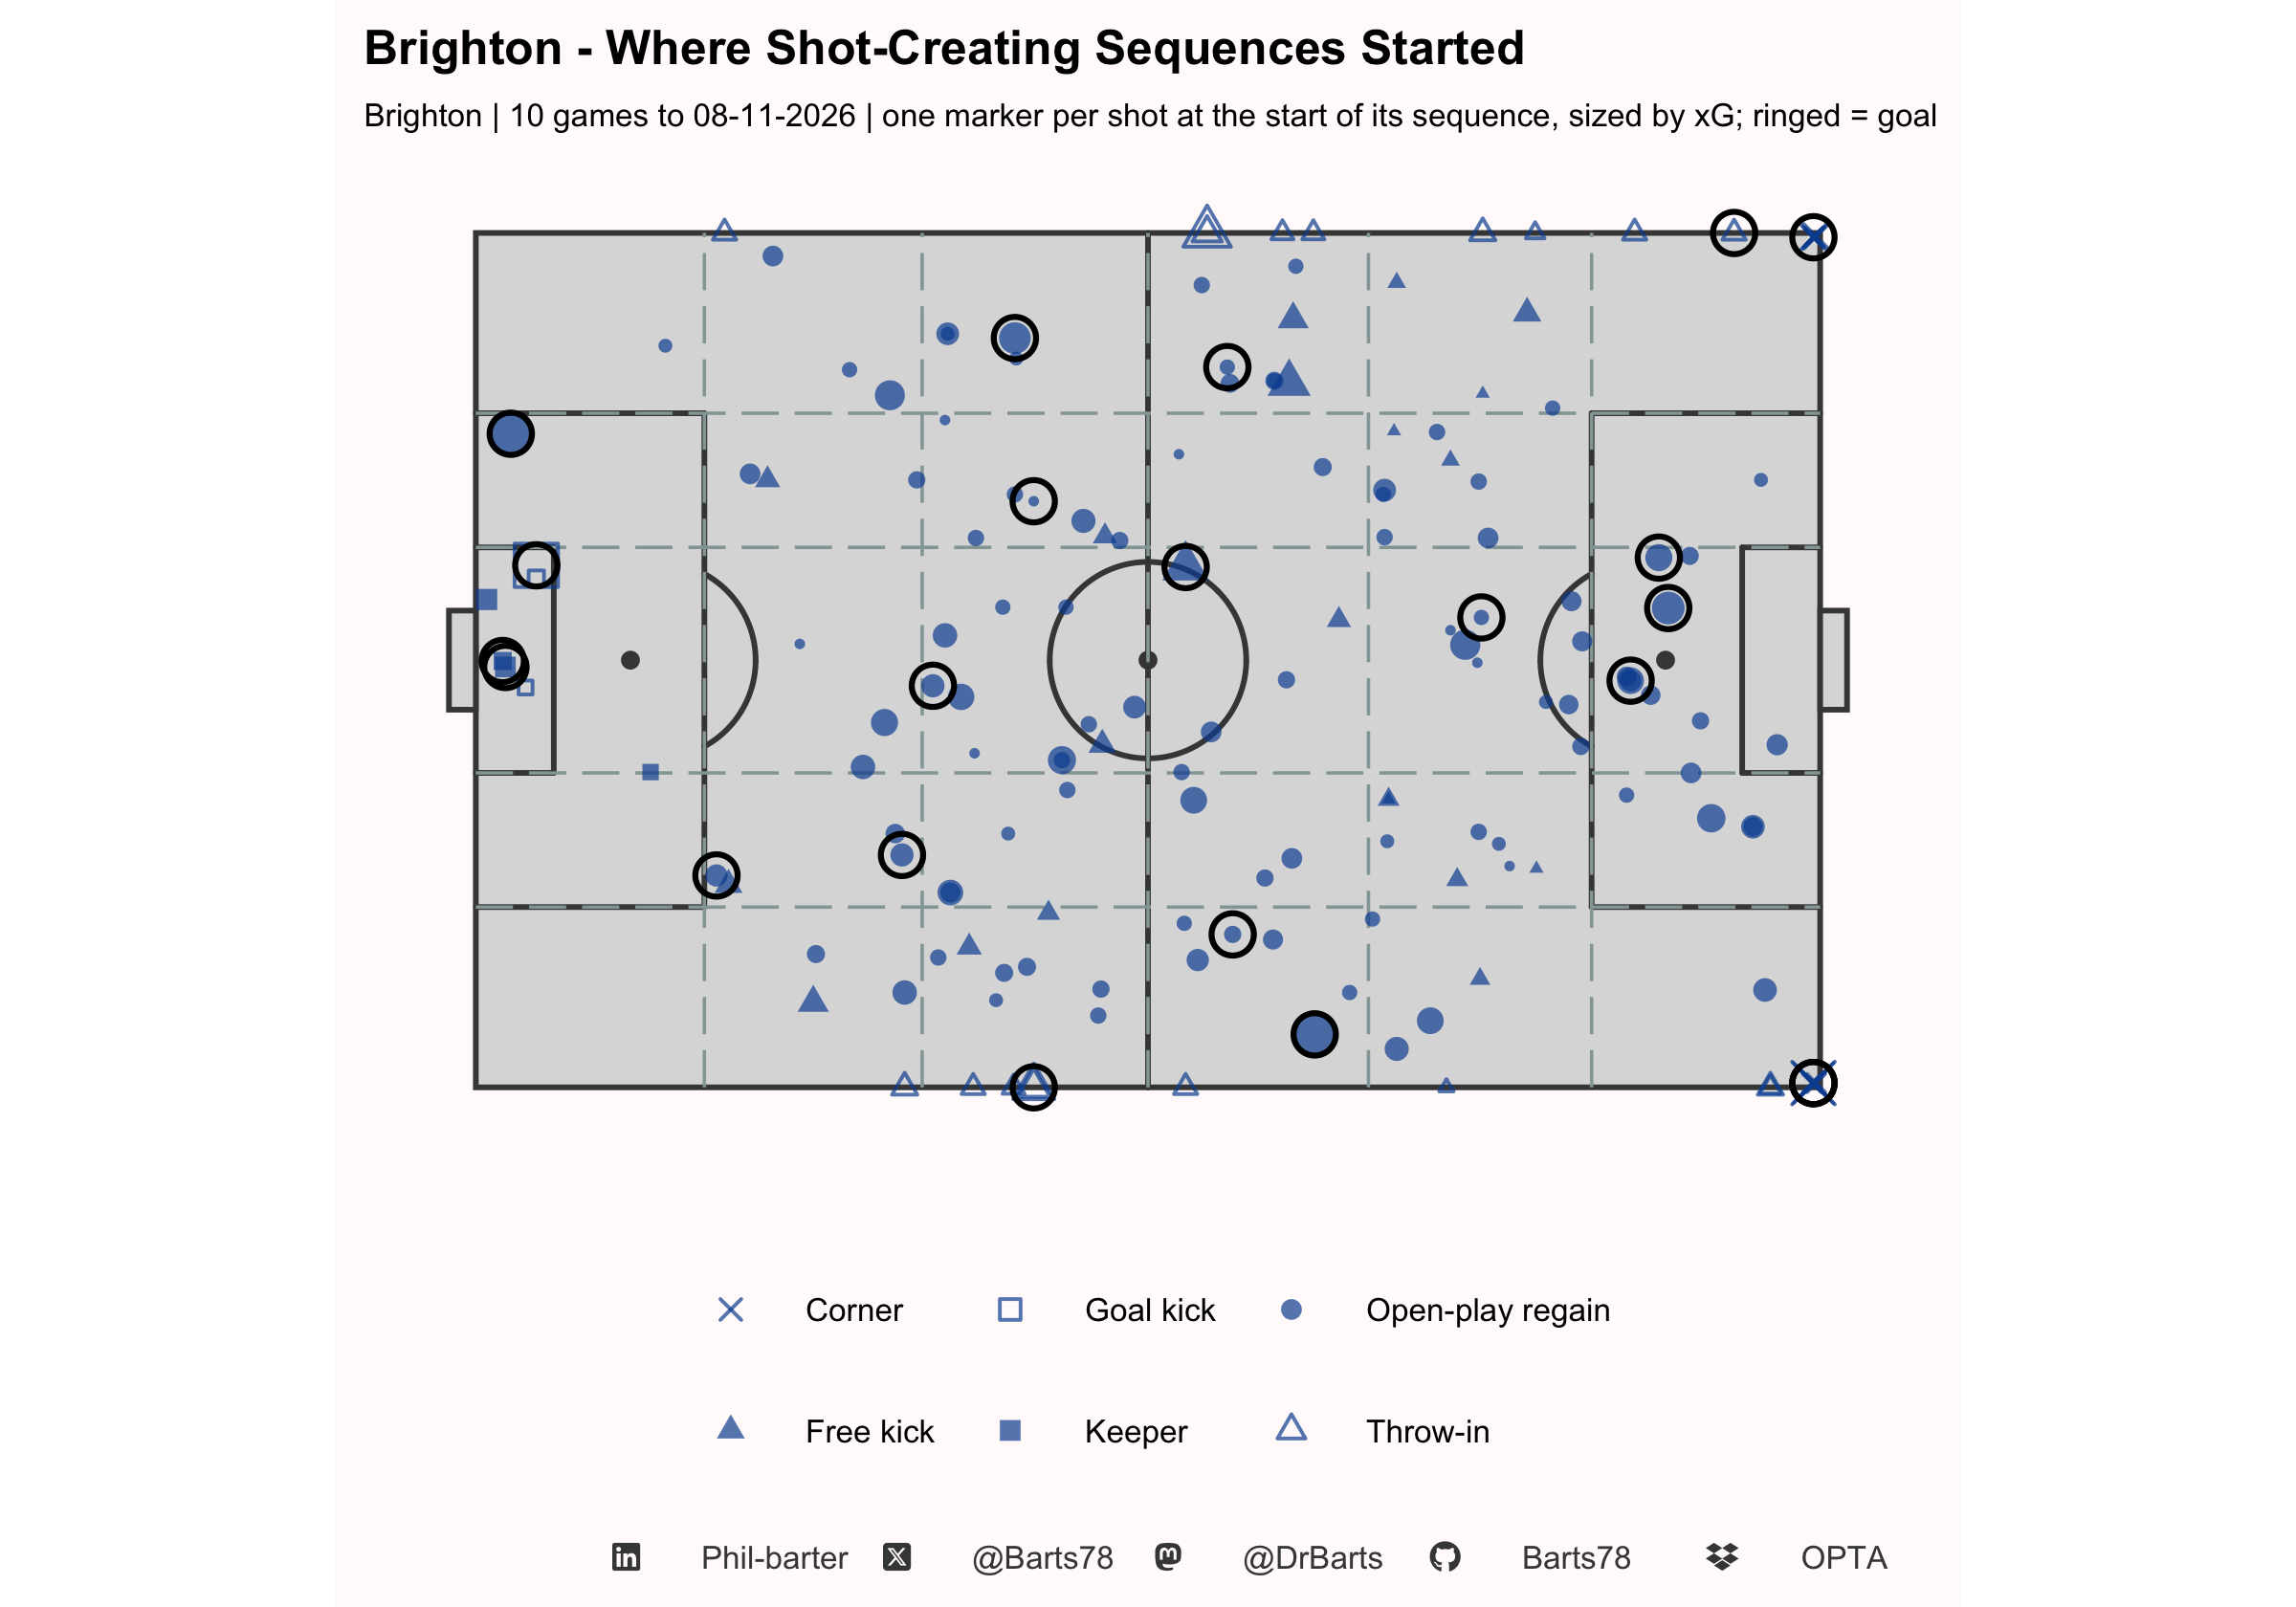 Brighton - Where Shot-Creating Sequences Started
Brighton | 10 games to 08-11-2026 | one marker per shot at the start of its sequence, sized by xG; ringed = goal
Corner
Goal kick
Open-play regain
Free kick
Keeper
Throw-in
Phil-barter
@Barts78
@DrBarts
Barts78
OPTA